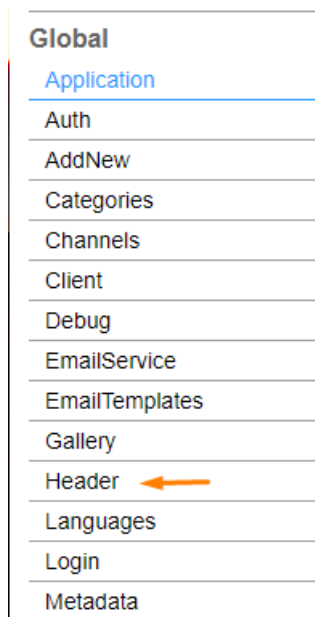 Global
Application
Auth
AddNew
Categories
Channels
Client
Debug
EmailService
EmailTemplates
Gallery
Header
Languages
Login
Metadata